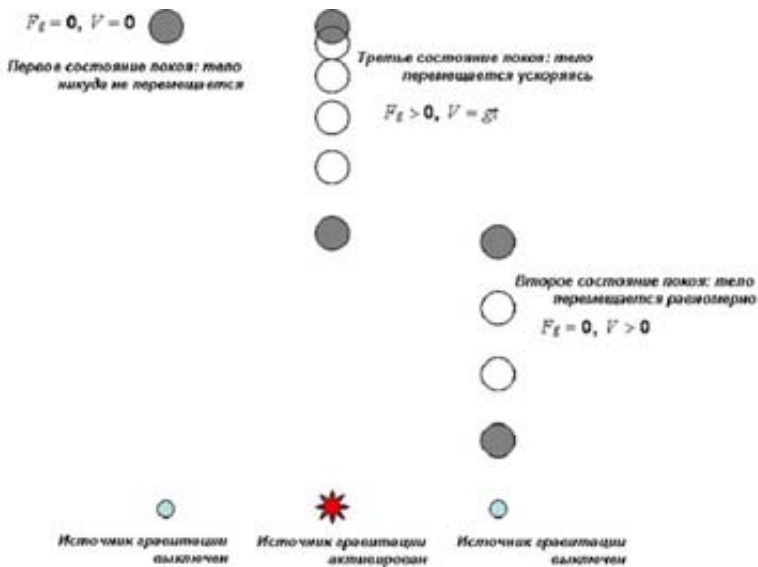 F_g = 0, V = 0
Первое состояние покоя: тело
никуда не перемещается
Третье состояние покоя: тело
перемещается ускоряясь
F_g > 0, V = gt
Второе состояние покоя: тело
перемещается равномерно
F_g = 0, V > 0
Источник гравитации
выключен
Источник гравитации
активирован
Источник гравитации
выключен